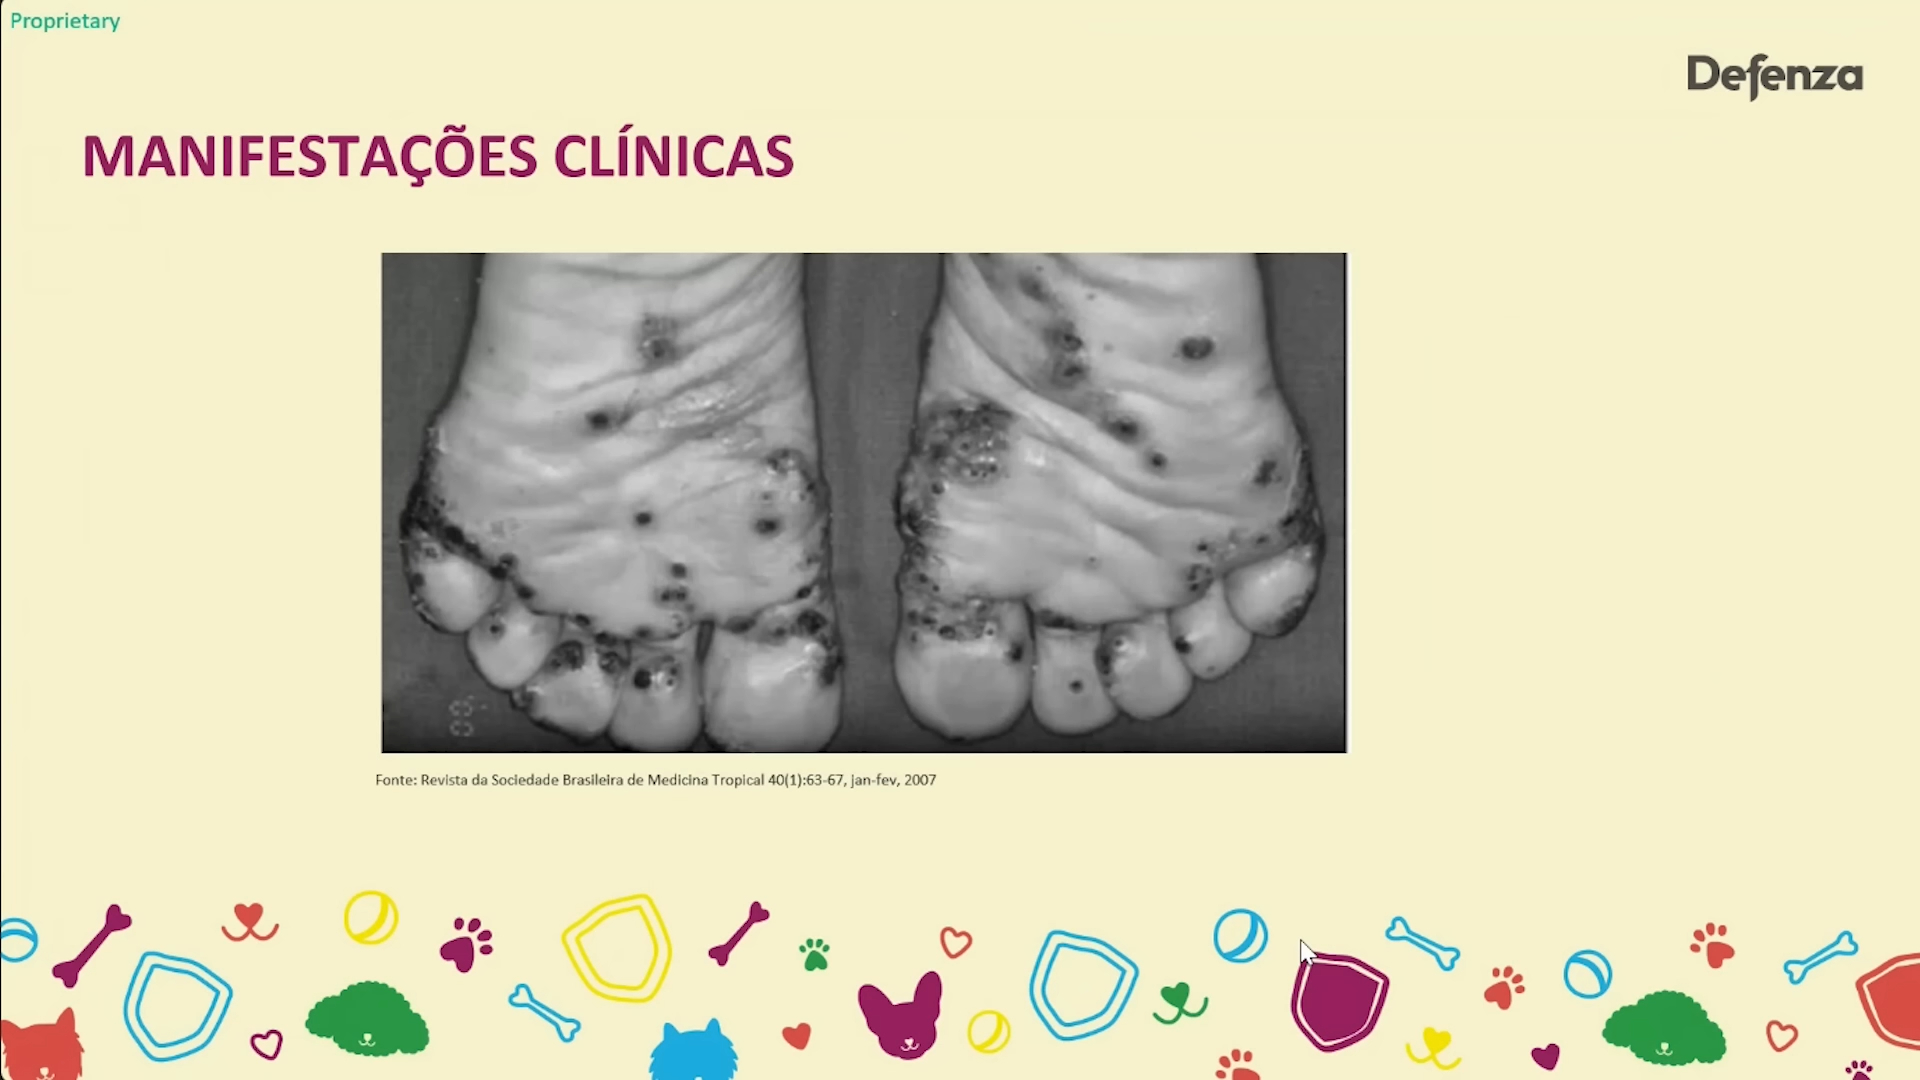 Proprietary
Defenza
MANIFESTAÇÕES CLÍNICAS
Fonte: Revista da Sociedade Brasileira de Medicina Tropical 40(1):63-67, jan-fev, 2007